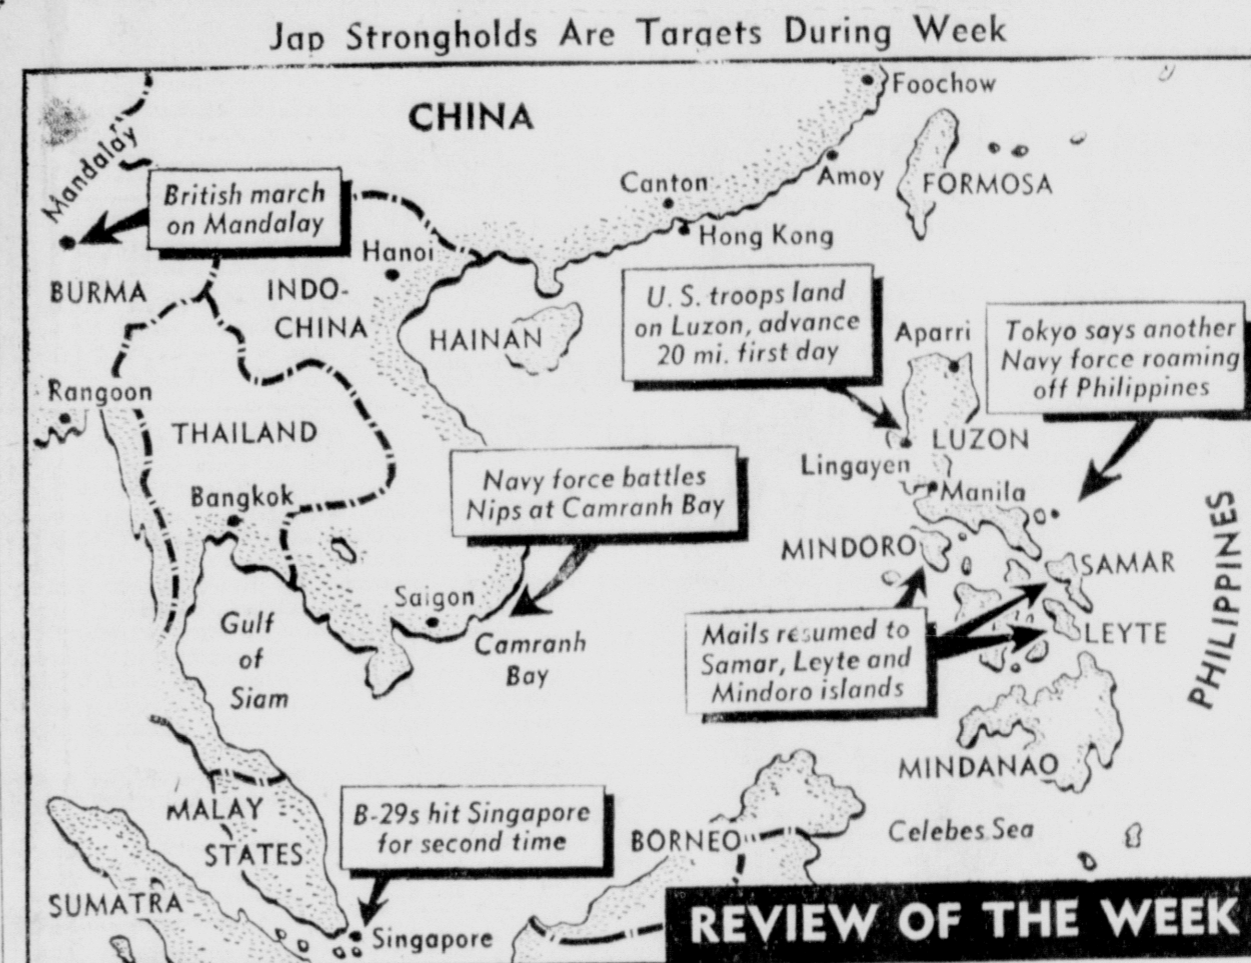 Jap Strongholds Are Targets During Week
CHINA
Foochow
Mandalay
British march
on Mandalay
Canton
Amoy
FORMOSA
Hanoi
Hong Kong
BURMA
INDO-
CHINA
HAINAN
U. S. troops land
on Luzon, advance
20 mi. first day
Aparri
Tokyo says another
Navy force roaming
off Philippines
Rangoon
THAILAND
LUZON
Lingayen
Bangkok
Navy force battles
Nips at Camranh Bay
Manila
MINDORO
SAMAR
PHILIPPINES
Saigon
Gulf
of
Siam
Camranh
Bay
Mails resumed to
Samar, Leyte and
Mindoro islands
LEYTE
MINDANAO
MALAY
STATES
B-29s hit Singapore
for second time
BORNEO
Celebes Sea
SUMATRA
Singapore
REVIEW OF THE WEEK